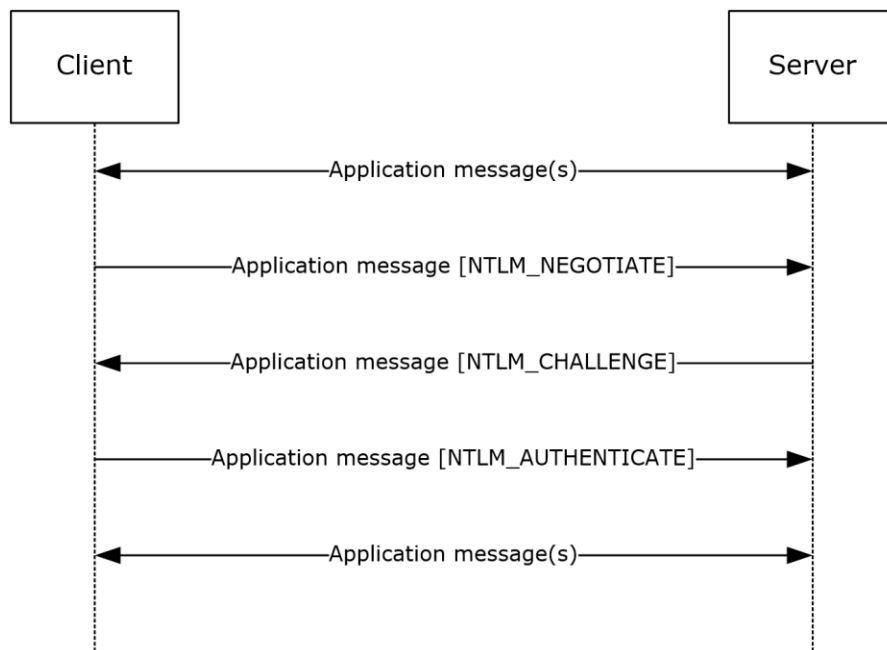 Client
Server
Application message(s)
Application message [NTLM_NEGOTIATE]
Application message [NTLM_CHALLENGE]
Application message [NTLM_AUTHENTICATE]
Application message(s)